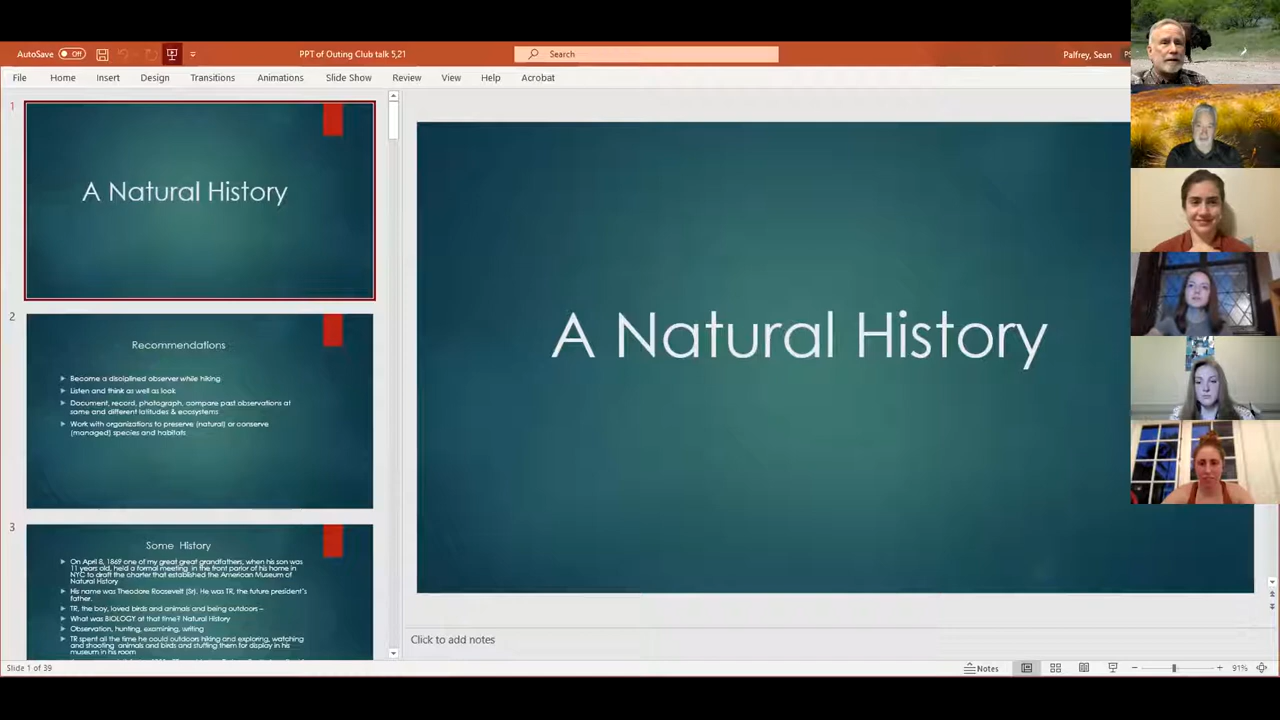 AutoSave
Off
PPT of Outing Club talk 5,21
Search
Palfrey, Sean
File
Home
Insert
Design
Transitions
Animations
Slide Show
Review
View
Help
Acrobat
1
A Natural History
2
Recommendations
Become a disciplined observer while hiking
Listen and think as well as look
Document, record, photograph, compare past observations at
same and different latitudes & ecosystems
Work with organizations to preserve (natural) or conserve
(managed) species and habitats
3
Some History
On April 8, 1869 one of my great great grandfathers, when his son was
11 years old, held a formal meeting in the front parlor of his home in
NYC to draft the charter that established the American Museum of
Natural History
His name was Theodore Roosevelt (Sr). He was TR, the future president's
father.
TR, the boy, loved birds and animals and being outdoors –
What was BIOLOGY at that time? Natural History
Observation, hunting, examining, writing
TR spent all the time he could outdoors hiking and exploring, watching
and shooting animals and birds and stuffing them for display in his
museum in his room
A Natural History
Click to add notes
Slide 1 of 39
Notes
91%